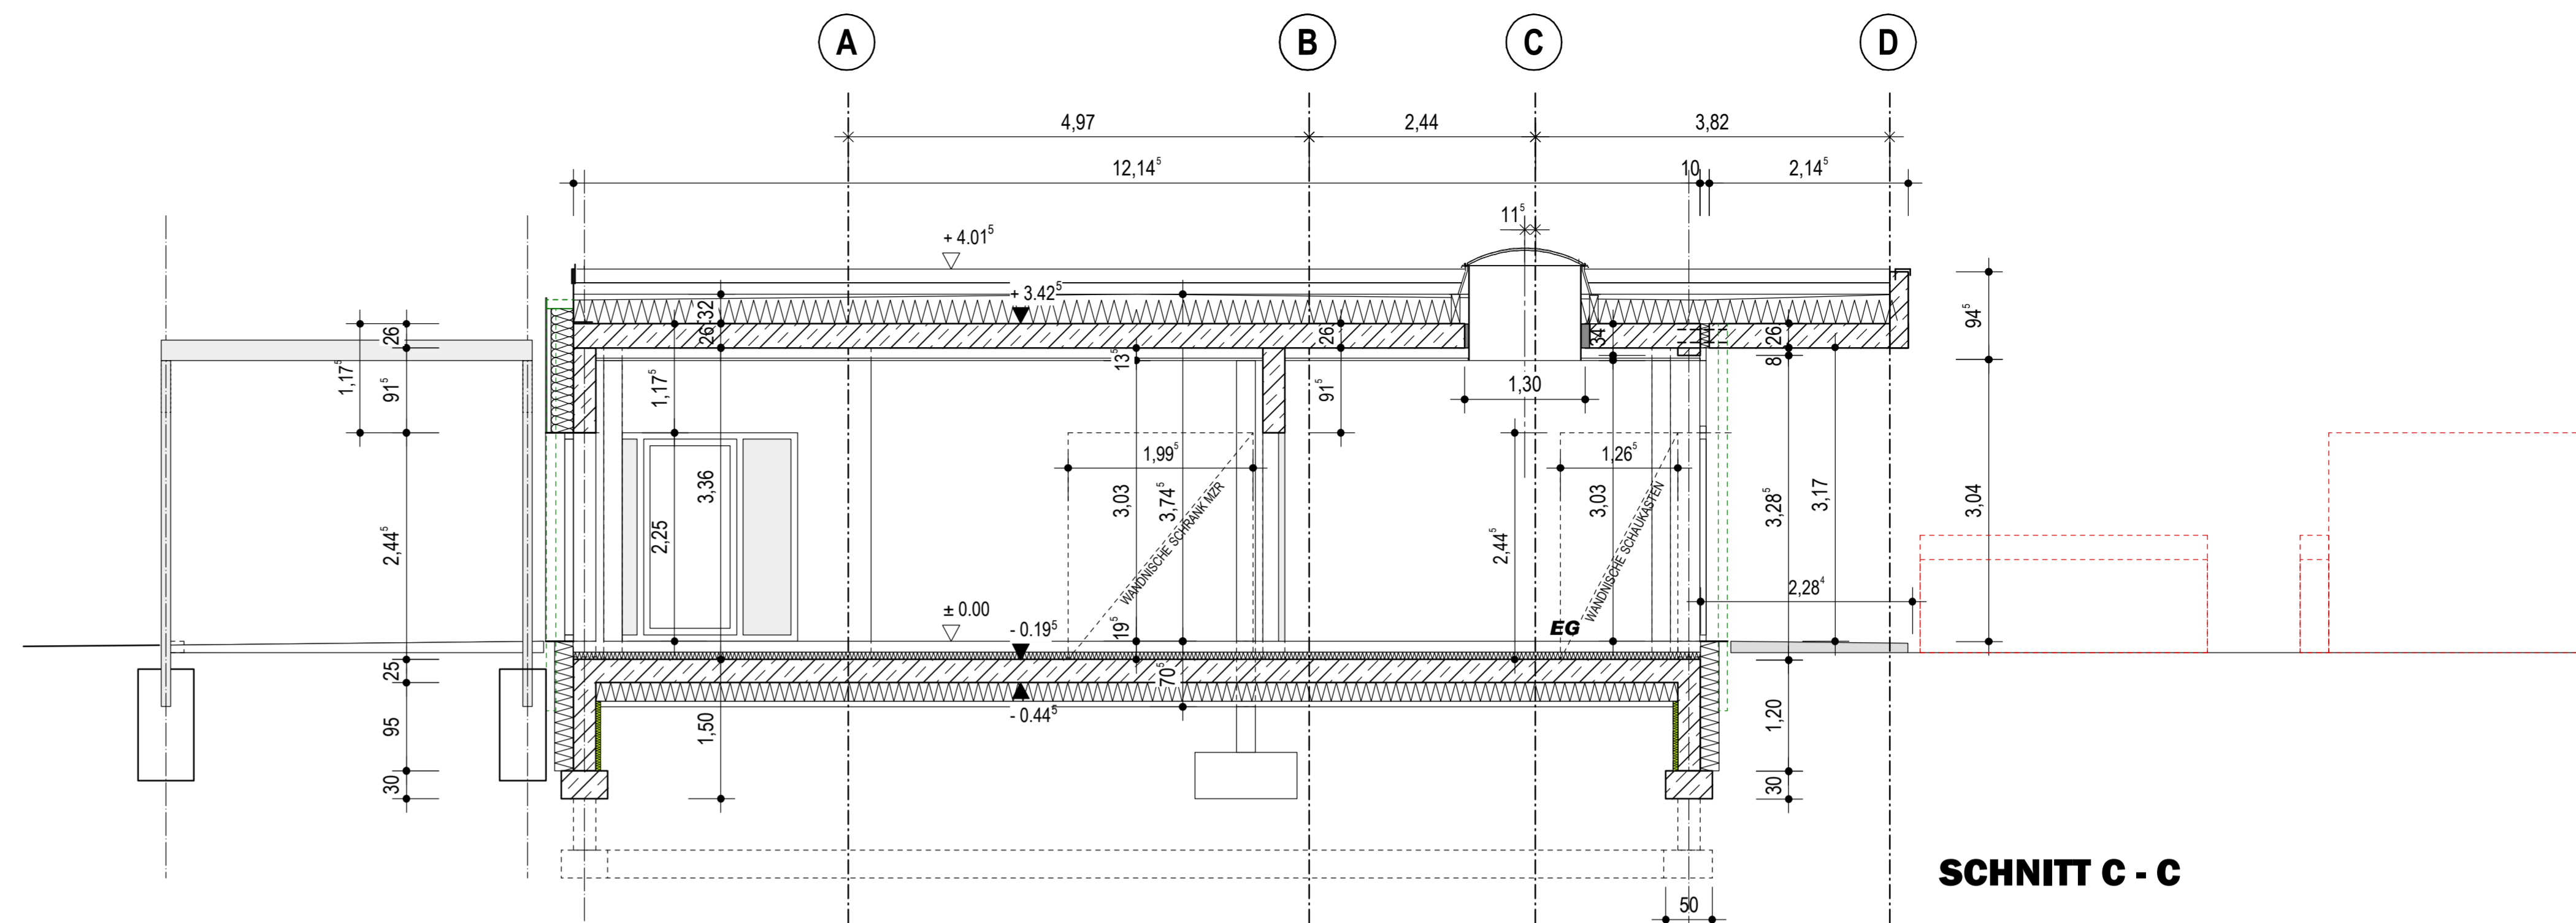 A B C D
4,97 2,44 3,82
12,14⁵ 10 2,14⁵
11⁵
+ 4.01⁵
+ 3.42⁵
26 26 32 26 34 26 94⁵
1,17⁵ 91⁵ 1,17⁵ 13⁵ 91⁵ 1,30 8
1,99⁵ 1,26⁵
2,44⁵ 2,25 3,36 3,03 3,74⁵ 2,44⁵ 3,03 3,28⁵ 3,17 3,04
WANDNISCHE SCHRANK MZR
WANDNISCHE SCHAUKASTEN
2,28⁴
± 0.00
- 0.19⁵ 19⁵ EG
25 70⁵
- 0.44⁵
95 1,50 1,20
30 30
SCHNITT C - C
50